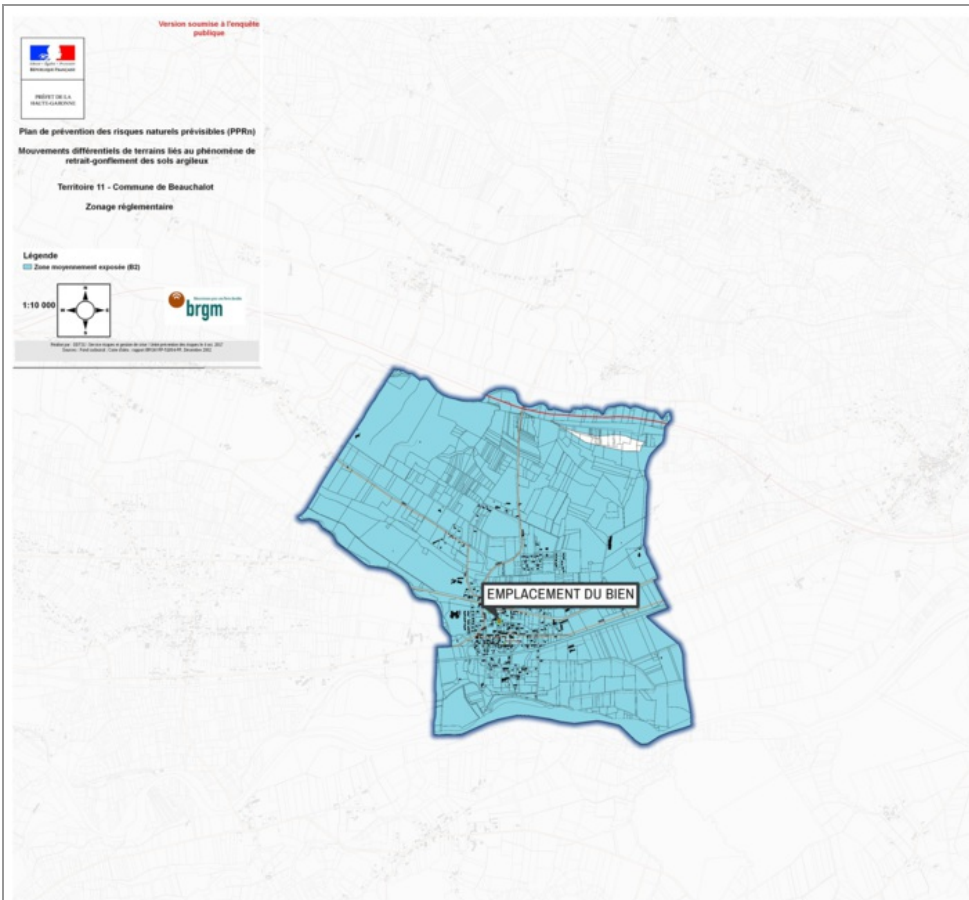 Version soumise à l'enquête
publique
RÉPUBLIQUE FRANÇAISE
PRÉFET DE LA
HAUTE-GARONNE
Plan de prévention des risques naturels prévisibles (PPRn)
Mouvements différentiels de terrains liés au phénomène de
retrait-gonflement des sols argileux
Territoire 11 - Commune de Beauchalot
Zonage réglementaire
Légende
Zone moyennement exposée (B2)
1:10 000
brgm
EMPLACEMENT DU BIEN